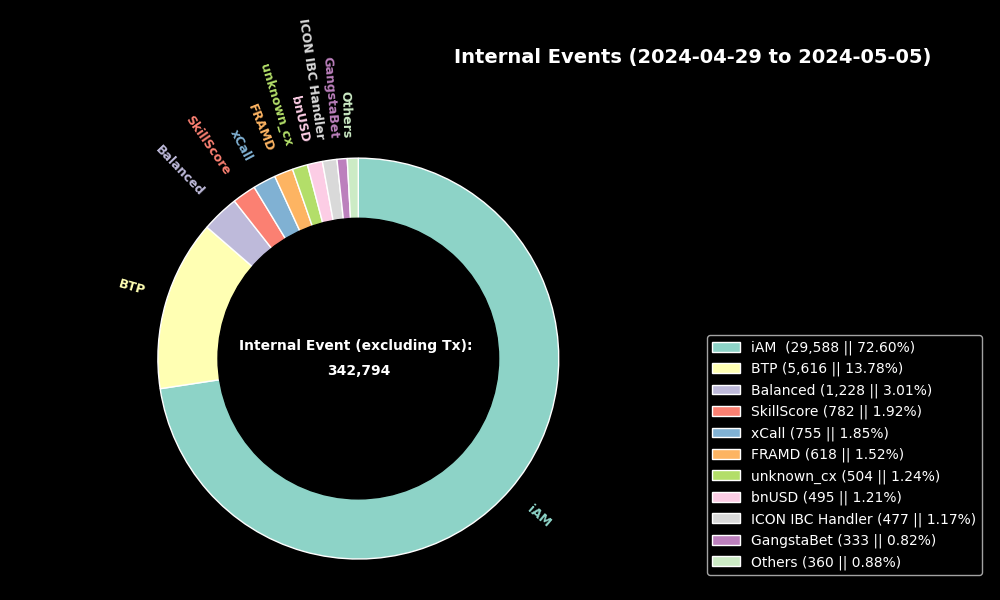 Internal Events (2024-04-29 to 2024-05-05)
ICON IBC Handler
GangstaBet
Others
unknown_cx
bnUSD
FRAMD
xCall
SkillScore
Balanced
BTP
iAM
Internal Event (excluding Tx):
342,794
iAM  (29,588 || 72.60%)
BTP (5,616 || 13.78%)
Balanced (1,228 || 3.01%)
SkillScore (782 || 1.92%)
xCall (755 || 1.85%)
FRAMD (618 || 1.52%)
unknown_cx (504 || 1.24%)
bnUSD (495 || 1.21%)
ICON IBC Handler (477 || 1.17%)
GangstaBet (333 || 0.82%)
Others (360 || 0.88%)